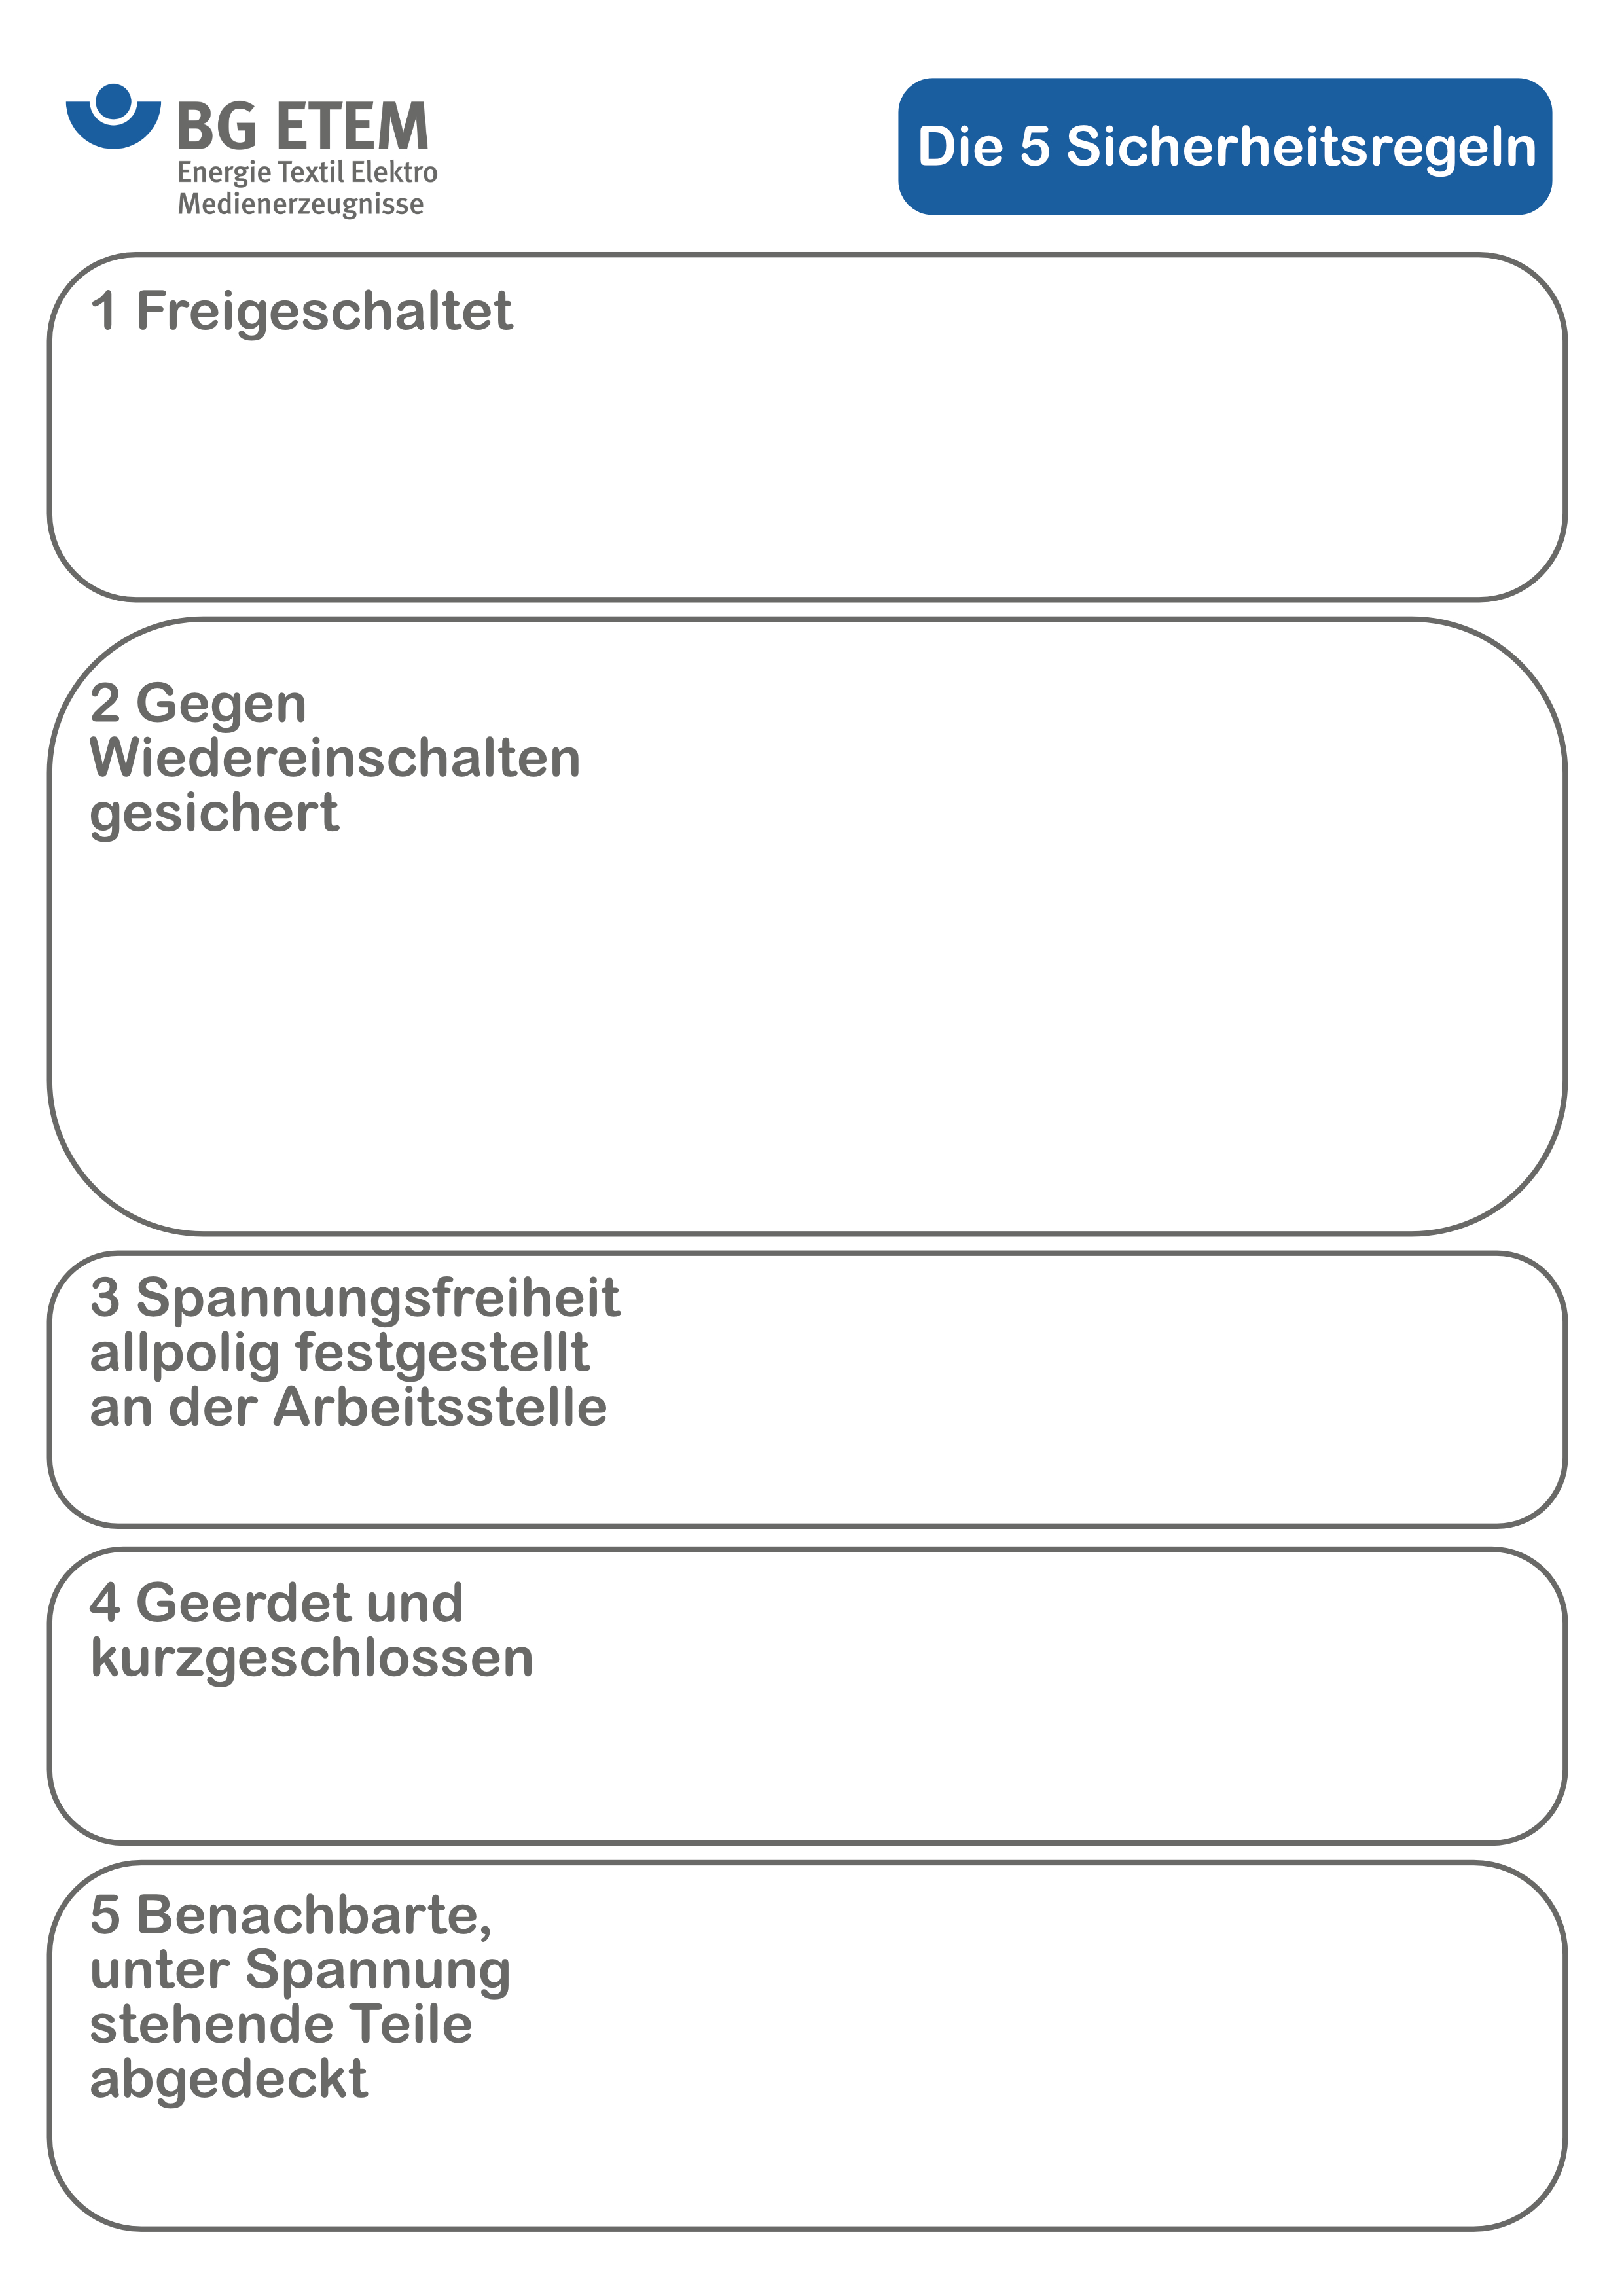 BG ETEM
Energie Textil Elektro
Medienerzeugnisse
Die 5 Sicherheitsregeln
1 Freigeschaltet
2 Gegen
Wiedereinschalten
gesichert
3 Spannungsfreiheit
allpolig festgestellt
an der Arbeitsstelle
4 Geerdet und
kurzgeschlossen
5 Benachbarte,
unter Spannung
stehende Teile
abgedeckt